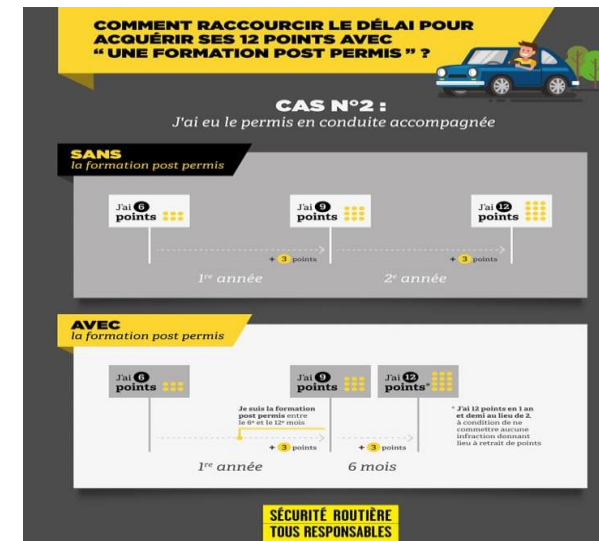 COMMENT RACCOURCIR LE DÉLAI POUR
ACQUÉRIR SES 12 POINTS AVEC
“ UNE FORMATION POST PERMIS ” ?
CAS N°2 :
J'ai eu le permis en conduite accompagnée
SANS
la formation post permis
J'ai 6
points
J'ai 9
points
J'ai 12
points
+ 3 points
+ 3 points
1re année
2e année
AVEC
la formation post permis
J'ai 6
points
J'ai 9
points
J'ai 12
points*
Je suis la formation
post permis entre
le 6e et le 12e mois
* J'ai 12 points en 1 an
et demi au lieu de 2,
à condition de ne
commettre aucune
infraction donnant
lieu à retrait de points
+ 3 points
+ 3 points
1re année
6 mois
SÉCURITÉ ROUTIÈRE
TOUS RESPONSABLES